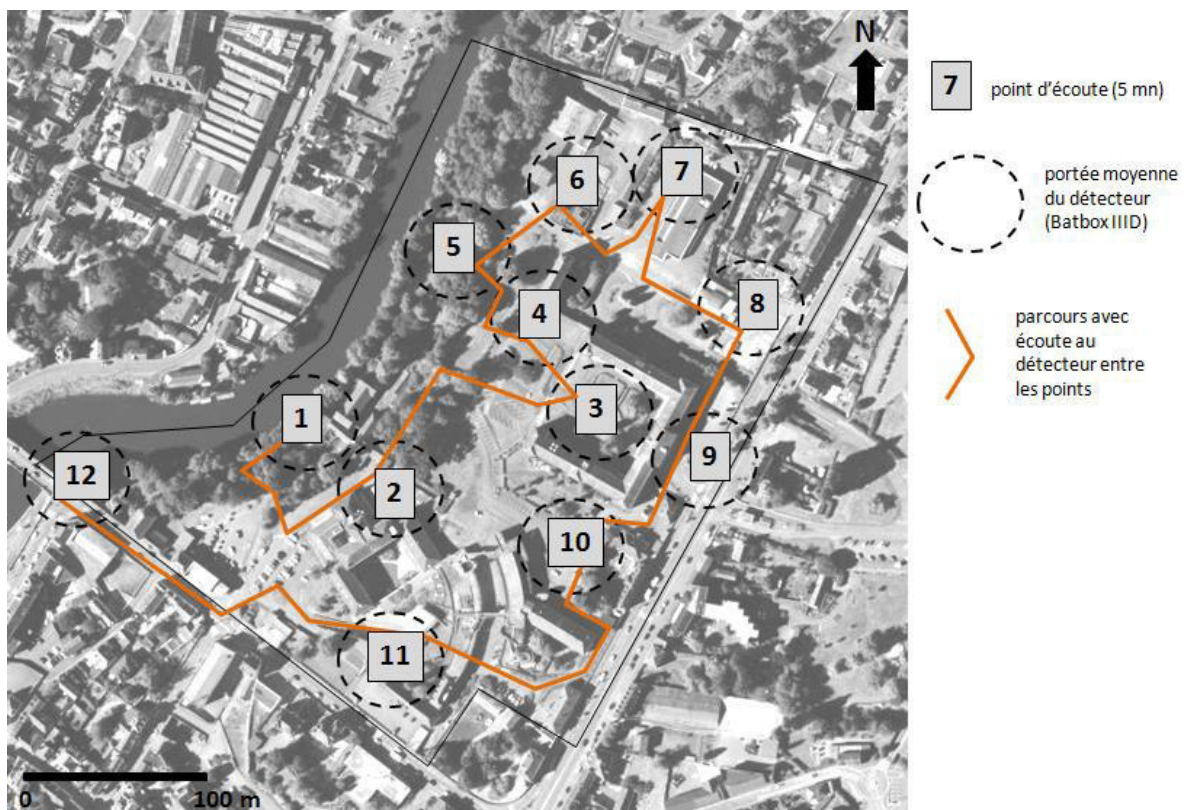 N
7
6
5
4
8
1
3
9
12
2
10
11
0
100 m
7
point d'écoute (5 mn)
portée moyenne
du détecteur
(Batbox IIID)
parcours avec
écoute au
détecteur entre
les points